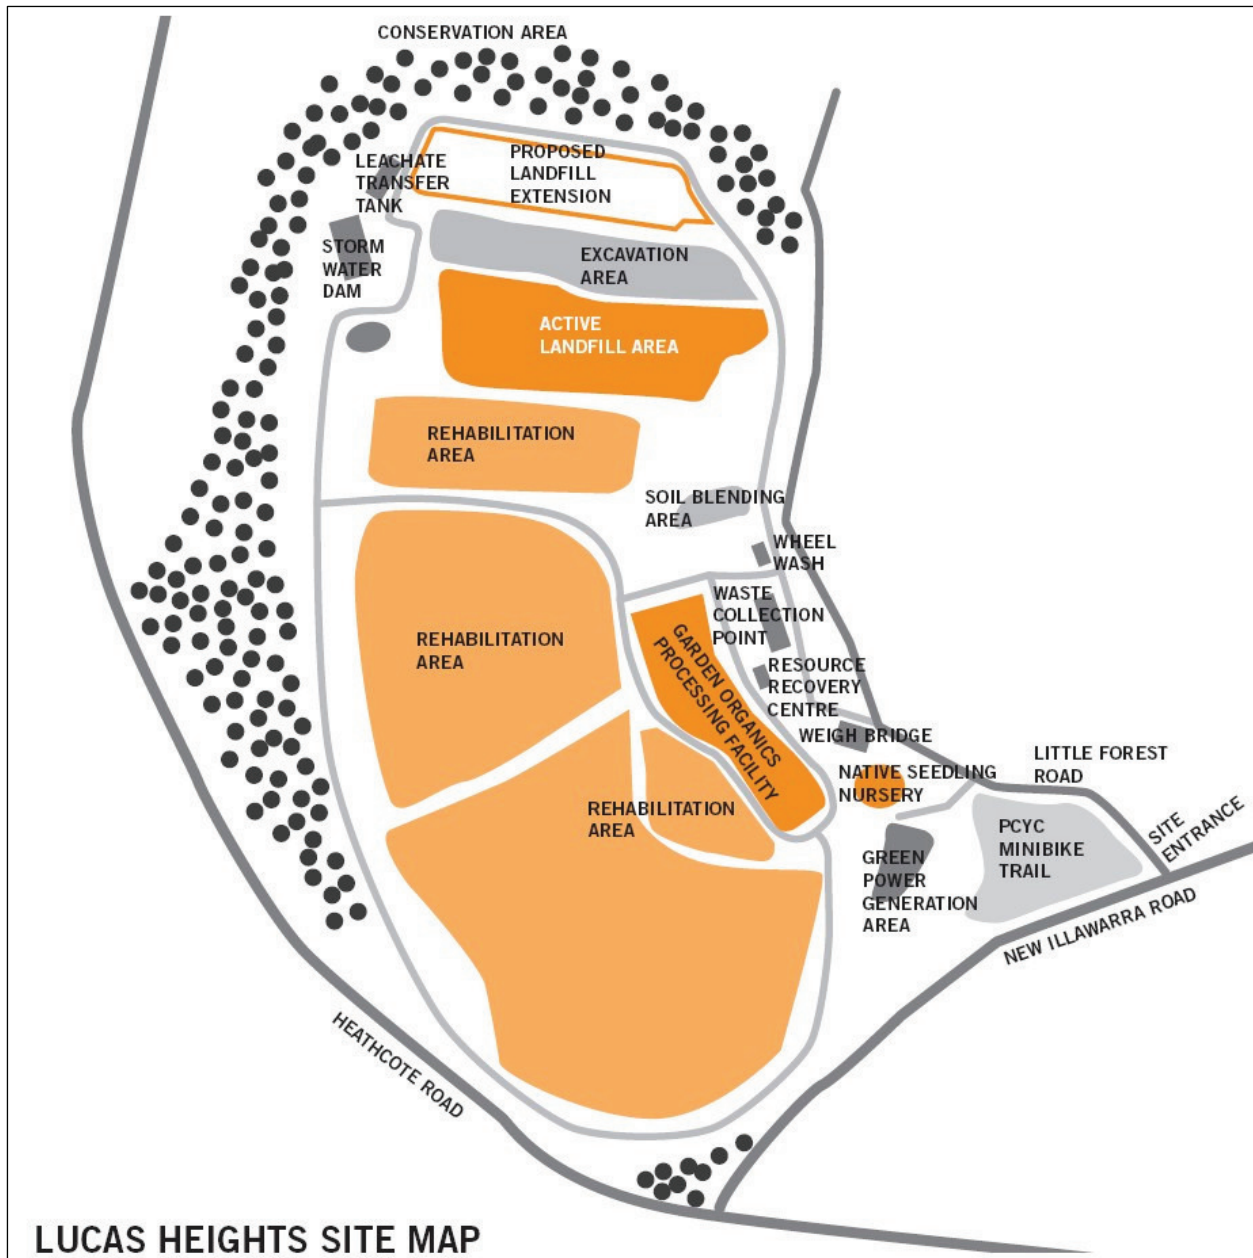 CONSERVATION AREA
LEACHATE
TRANSFER
TANK
PROPOSED
LANDFILL
EXTENSION
STORM
WATER
DAM
EXCAVATION
AREA
ACTIVE
LANDFILL AREA
REHABILITATION
AREA
SOIL BLENDING
AREA
WHEEL
WASH
WASTE
COLLECTION
POINT
REHABILITATION
AREA
GARDEN ORGANICS
PROCESSING FACILITY
RESOURCE
RECOVERY
CENTRE
WEIGH BRIDGE
LITTLE FOREST
ROAD
NATIVE SEEDLING
NURSERY
REHABILITATION
AREA
SITE
ENTRANCE
PCYC
MINIBIKE
TRAIL
GREEN
POWER
GENERATION
AREA
NEW ILLAWARRA ROAD
HEATHCOTE ROAD
LUCAS HEIGHTS SITE MAP